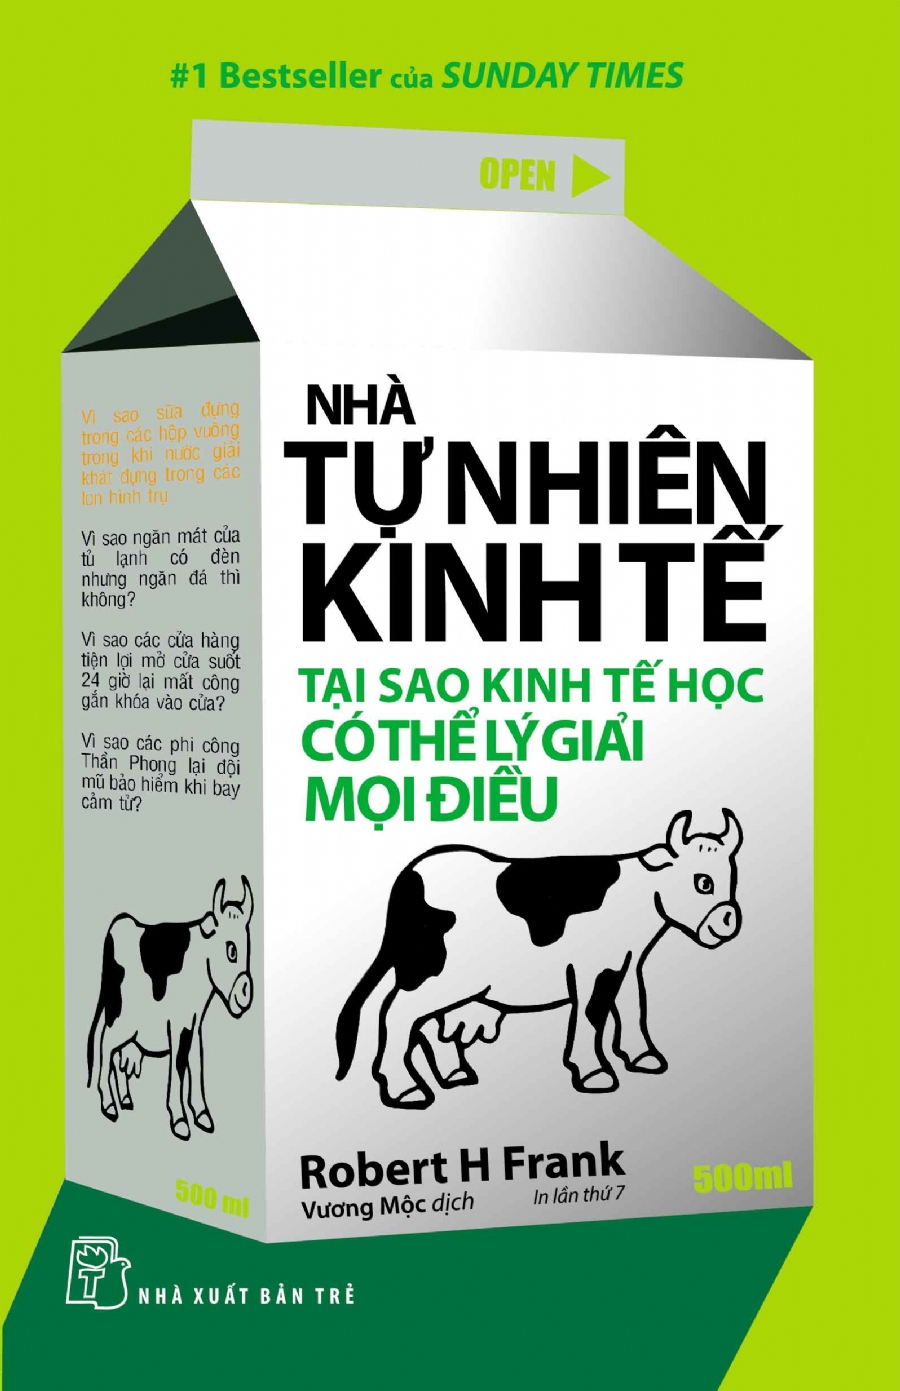 #1 Bestseller của SUNDAY TIMES
OPEN
NHÀ
TỰ NHIÊN
KINH TẾ
TẠI SAO KINH TẾ HỌC
CÓ THỂ LÝ GIẢI
MỌI ĐIỀU
Vì sao sữa đựng
trong các hộp vuông
trong khi nước giải
khát đựng trong các
lon hình trụ
Vì sao ngăn mát của
tủ lạnh có đèn
nhưng ngăn đá thì
không?
Vì sao các cửa hàng
tiện lợi mở cửa suốt
24 giờ lại mất công
gắn khóa vào cửa?
Vì sao các phi công
Thần Phong lại đội
mũ bảo hiểm khi bay
cảm tử?
Robert H Frank
Vương Mộc dịch In lần thứ 7
500ml
500 ml
NHÀ XUẤT BẢN TRẺ